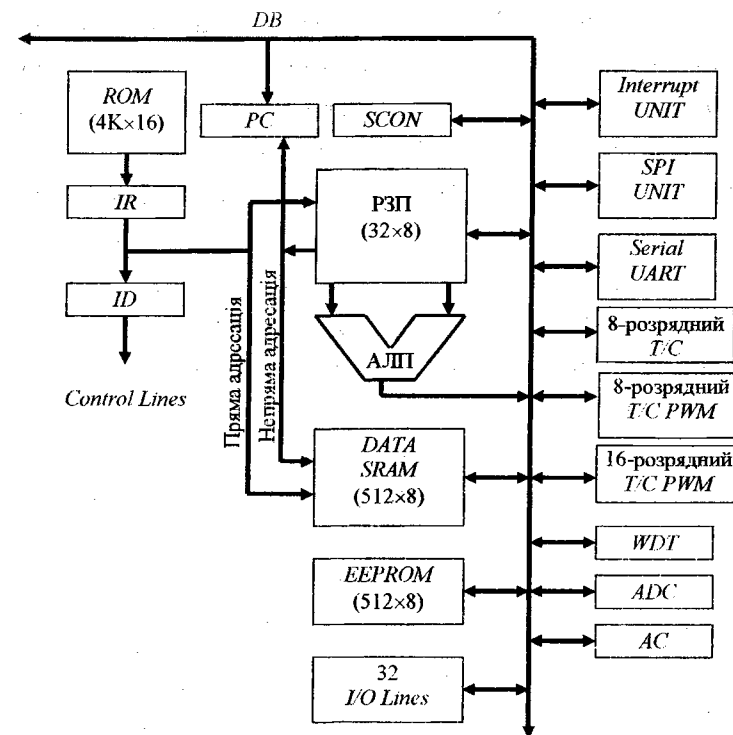 DB
ROM
(4K×16)
PC
SCON
Interrupt
UNIT
IR
РЗП
(32×8)
SPI
UNIT
ID
Serial
UART
Control Lines
Пряма адресація
Непряма адресація
АЛП
8-розрядний
T/C
8-розрядний
T/C PWM
DATA
SRAM
(512×8)
16-розрядний
T/C PWM
WDT
EEPROM
(512×8)
ADC
AC
32
I/O Lines